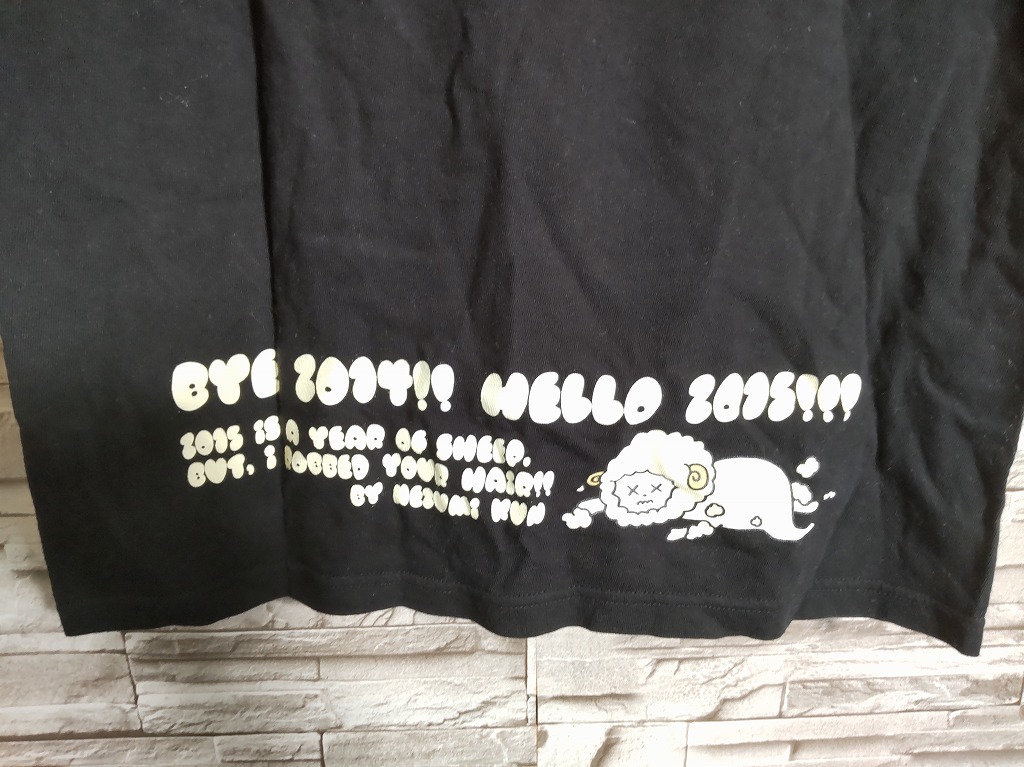 BYE 2014!! HELLO 2015!!!
2015 IS A YEAR OF SHEEP,
BUT, I ROBBED YOUR HAIR!!
BY NEZUMI KUN